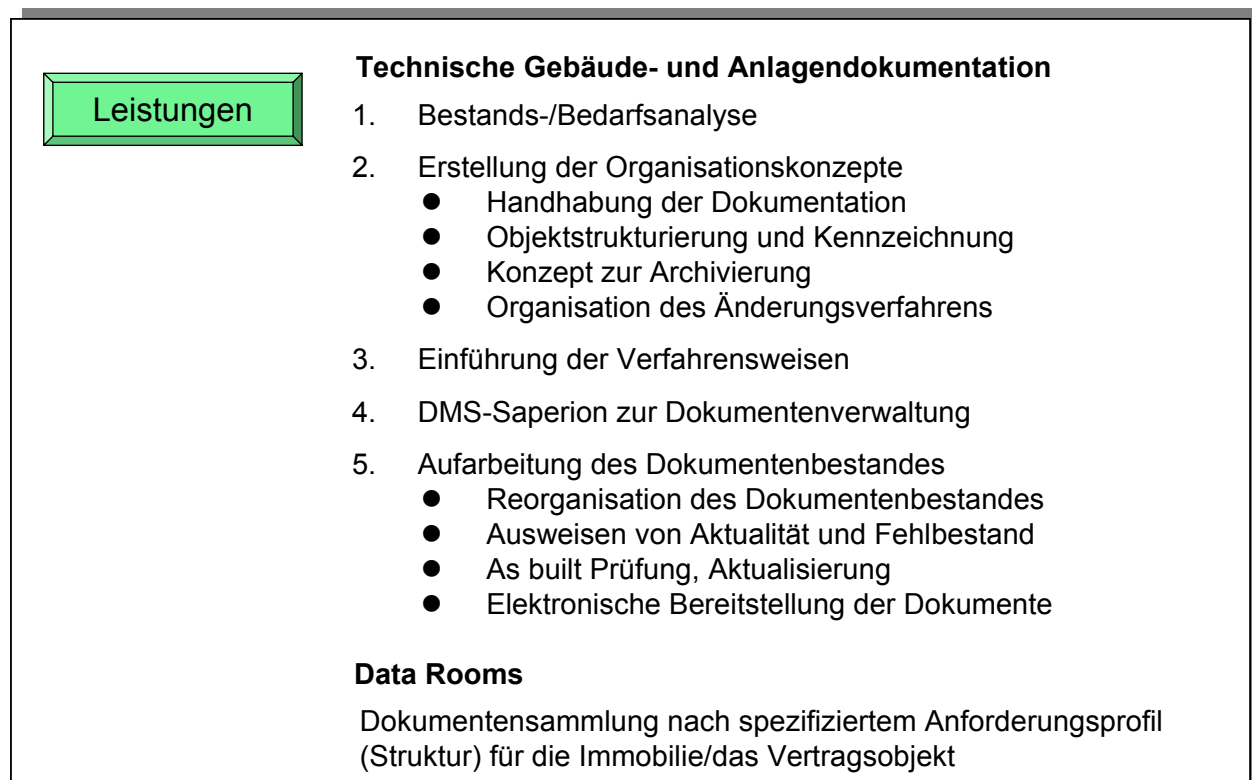 Leistungen
Technische Gebäude- und Anlagendokumentation
1. Bestands-/Bedarfsanalyse
2. Erstellung der Organisationskonzepte
● Handhabung der Dokumentation
● Objektstrukturierung und Kennzeichnung
● Konzept zur Archivierung
● Organisation des Änderungsverfahrens
3. Einführung der Verfahrensweisen
4. DMS-Saperion zur Dokumentenverwaltung
5. Aufarbeitung des Dokumentenbestandes
● Reorganisation des Dokumentenbestandes
● Ausweisen von Aktualität und Fehlbestand
● As built Prüfung, Aktualisierung
● Elektronische Bereitstellung der Dokumente
Data Rooms
Dokumentensammlung nach spezifiziertem Anforderungsprofil
(Struktur) für die Immobilie/das Vertragsobjekt